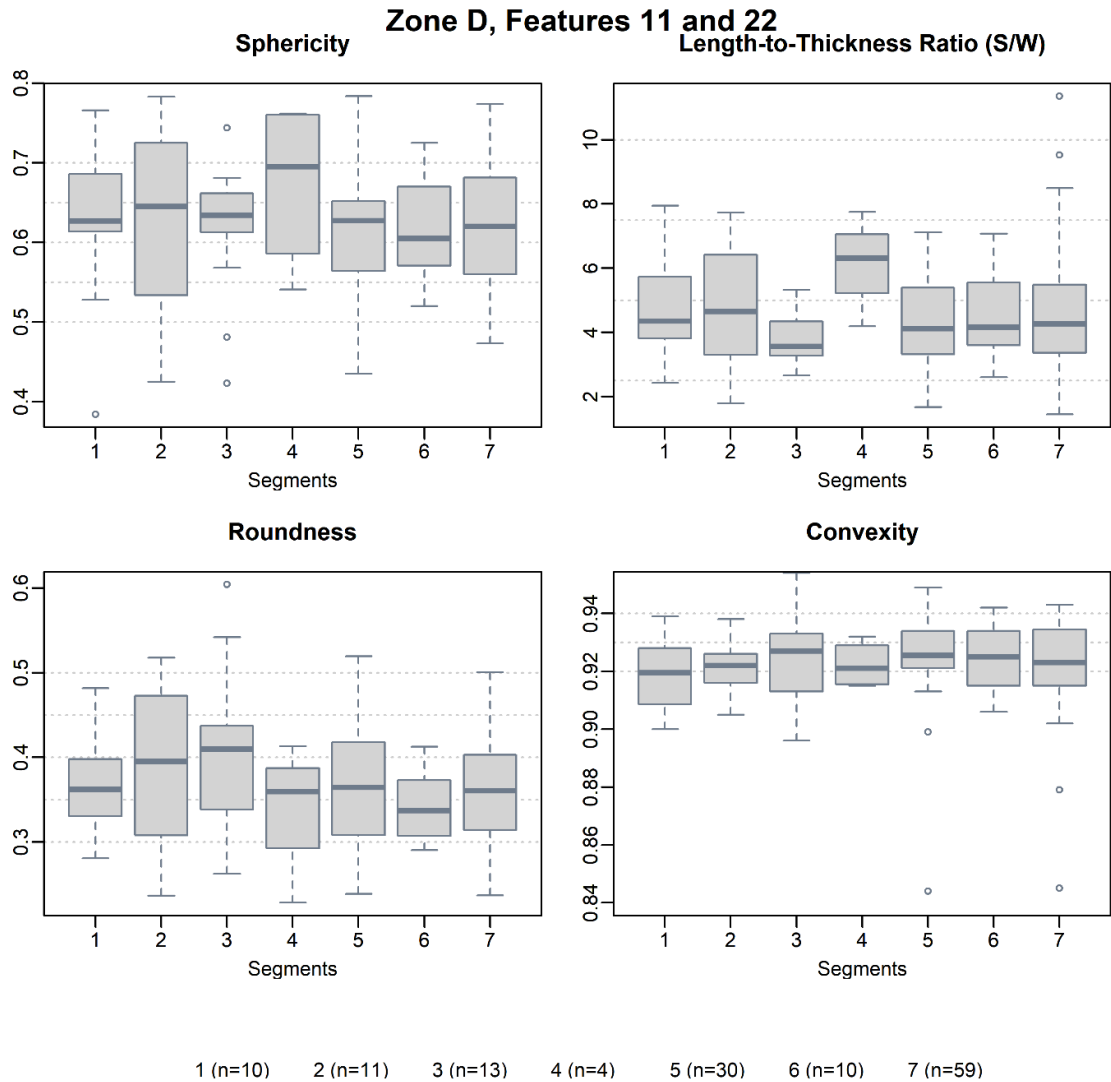 Zone D, Features 11 and 22
Sphericity
0.8
0.7
0.6
0.5
0.4
1 2 3 4 5 6 7
Segments
Length-to-Thickness Ratio (S/W)
10
8
6
4
2
1 2 3 4 5 6 7
Segments
Roundness
0.6
0.5
0.4
0.3
1 2 3 4 5 6 7
Segments
Convexity
0.94
0.92
0.90
0.88
0.86
0.84
1 2 3 4 5 6 7
Segments
1 (n=10) 2 (n=11) 3 (n=13) 4 (n=4) 5 (n=30) 6 (n=10) 7 (n=59)